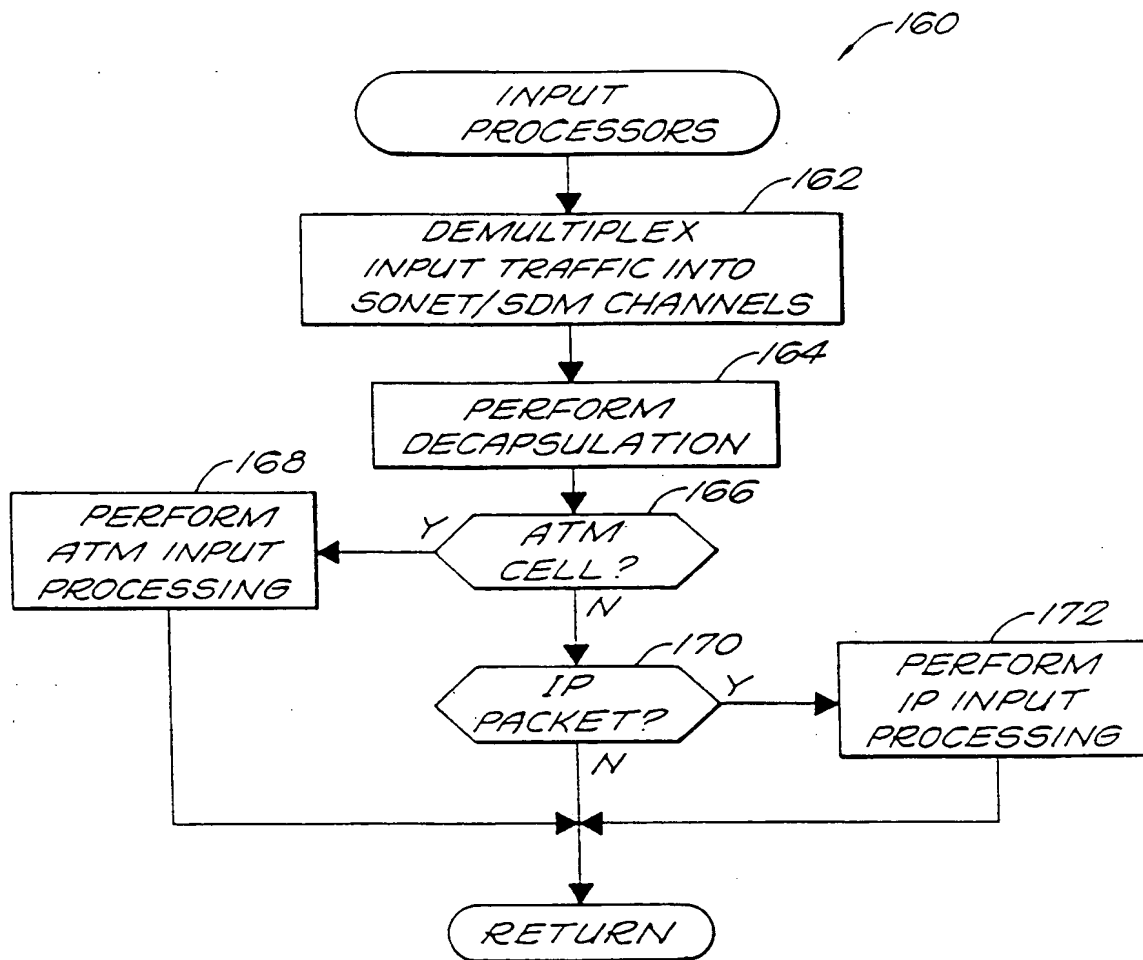 160
INPUT
PROCESSORS
162
DEMULTIPLEX
INPUT TRAFFIC INTO
SONET/SDM CHANNELS
164
PERFORM
DECAPSULATION
168
PERFORM
ATM INPUT
PROCESSING
166
Y
ATM
CELL?
N
170
IP
PACKET?
Y
N
172
PERFORM
IP INPUT
PROCESSING
RETURN